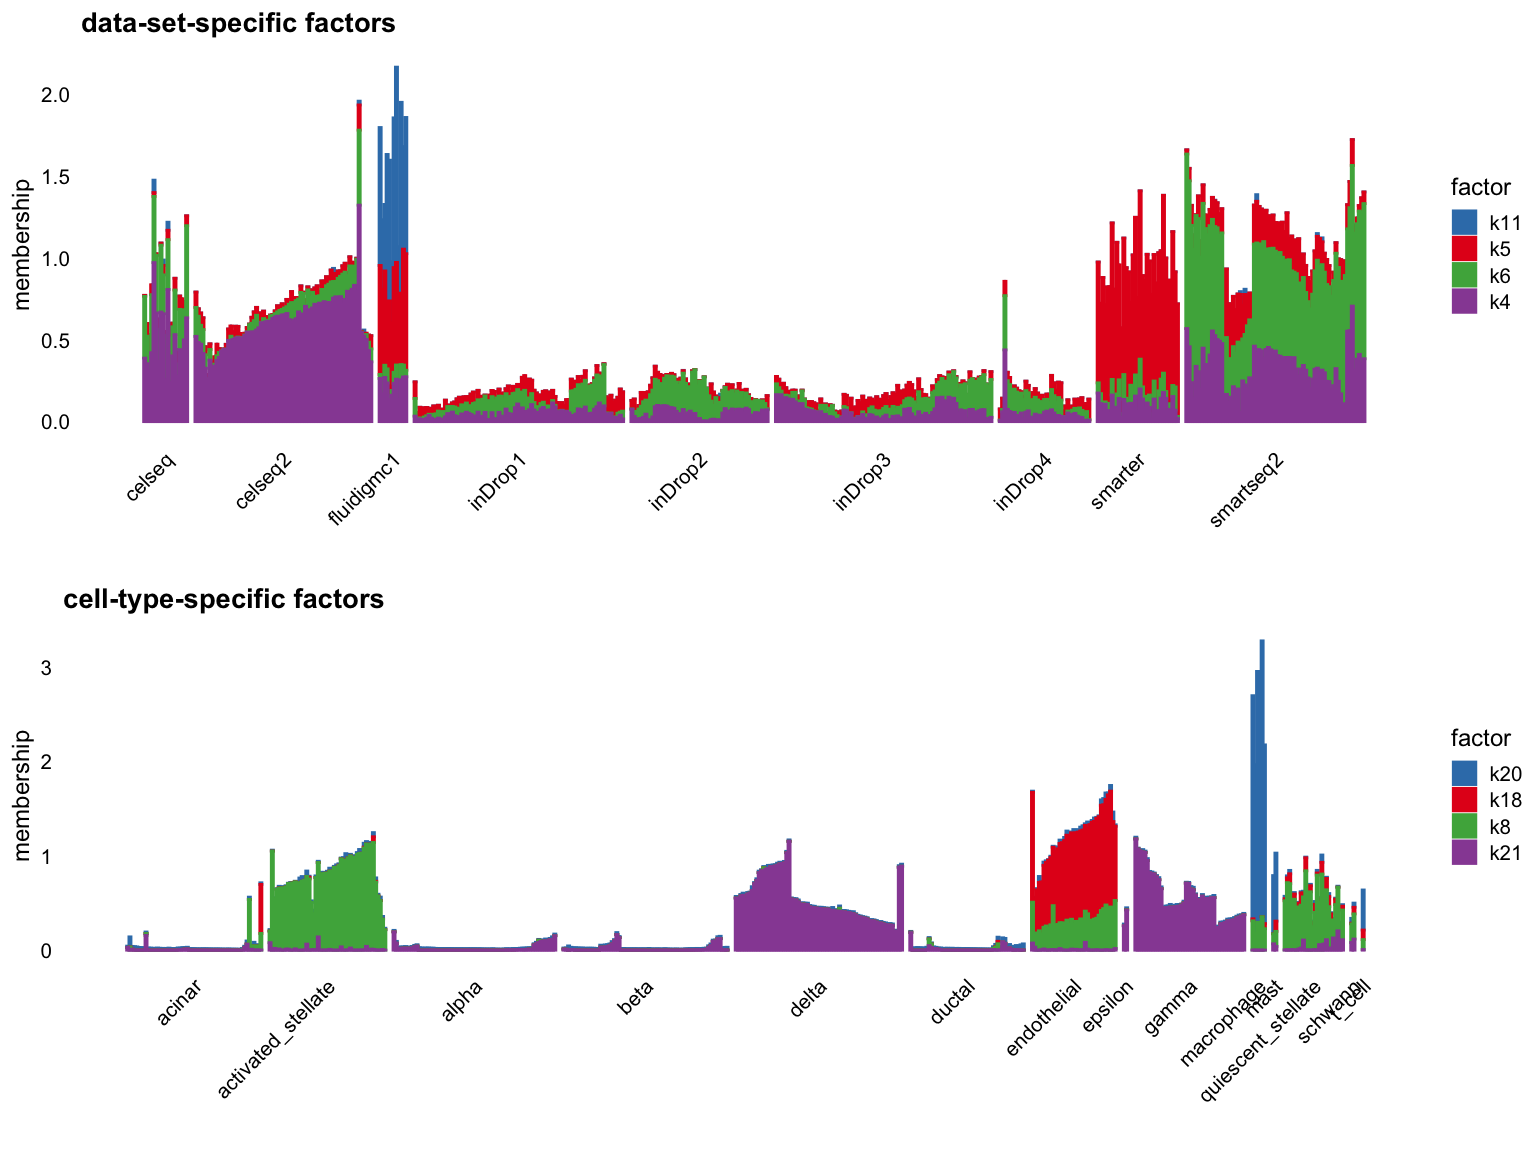 data-set-specific factors
membership
2.0
1.5
1.0
0.5
0.0
celseq
celseq2
fluidigmc1
inDrop1
inDrop2
inDrop3
inDrop4
smarter
smartseq2
factor
k11
k5
k6
k4
cell-type-specific factors
membership
3
2
1
0
acinar
activated_stellate
alpha
beta
delta
ductal
endothelial
epsilon
gamma
macrophage
mast
quiescent_stellate
schwann
t_cell
factor
k20
k18
k8
k21